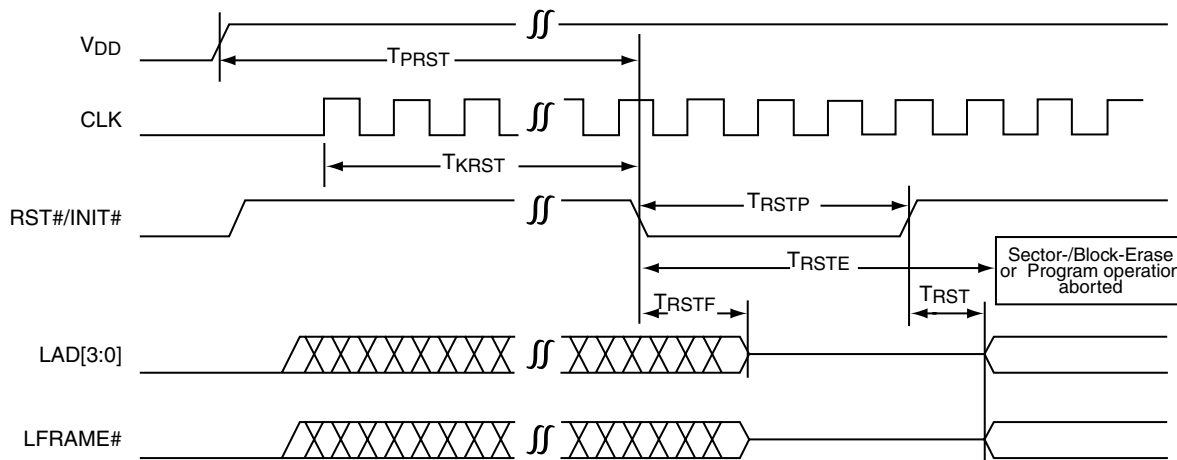 VDD
TPRST
CLK
TKRST
RST#/INIT#
TRSTP
TRSTE
Sector-/Block-Erase
or Program operation
aborted
TRSTF
TRST
LAD[3:0]
LFRAME#